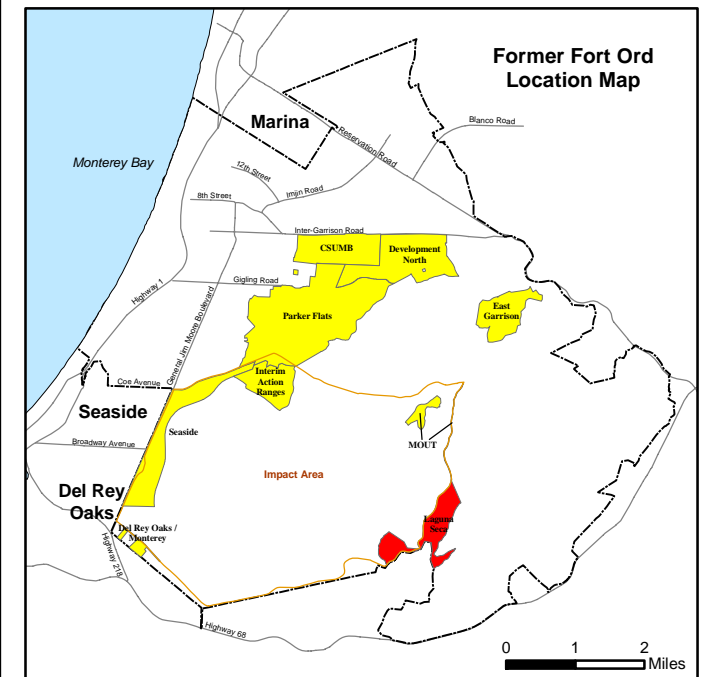 Former Fort Ord
Location Map
Marina
Blanco Road
Reservation Road
Monterey Bay
12th Street
Imjin Road
8th Street
Inter-Garrison Road
CSUMB
Development
North
Gigling Road
Highway 1
General Jim Moore Boulevard
Parker Flats
East
Garrison
Interim
Action
Ranges
Coe Avenue
Seaside
Seaside
Broadway Avenue
MOUT
Impact Area
Del Rey
Oaks
Laguna
Seca
Del Rey Oaks /
Monterey
Highway 218
Highway 68
0 1 2
Miles